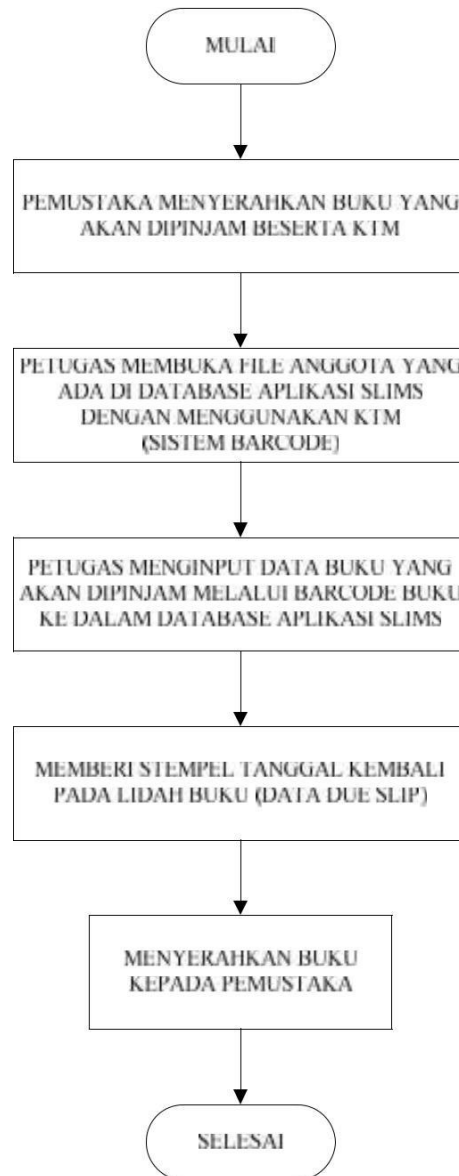 MULAI
PEMUSTAKA MENYERAHKAN BUKU YANG
AKAN DIPINJAM BESERTA KTM
PETUGAS MEMBUKA FILE ANGGOTA YANG
ADA DI DATABASE APLIKASI SLIMS
DENGAN MENGGUNAKAN KTM
(SISTEM BARCODE)
PETUGAS MENGINPUT DATA BUKU YANG
AKAN DIPINJAM MELALUI BARCODE BUKU
KE DALAM DATABASE APLIKASI SLIMS
MEMBERI STEMPEL TANGGAL KEMBALI
PADA LIDAH BUKU (DATA DUE SLIP)
MENYERAHKAN BUKU
KEPADA PEMUSTAKA
SELESAI